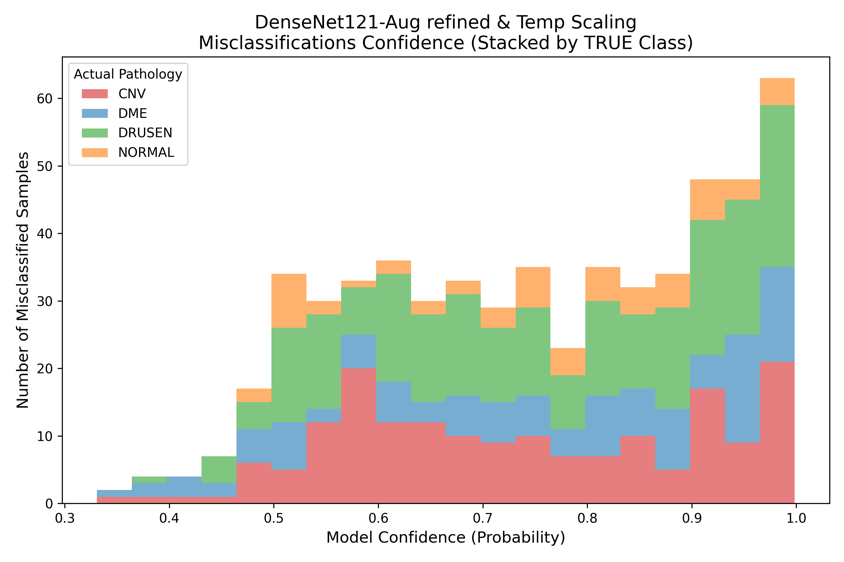 DenseNet121-Aug refined & Temp Scaling
Misclassifications Confidence (Stacked by TRUE Class)
Actual Pathology
CNV
DME
DRUSEN
NORMAL
Number of Misclassified Samples
60
50
40
30
20
10
0
0.3 0.4 0.5 0.6 0.7 0.8 0.9 1.0
Model Confidence (Probability)